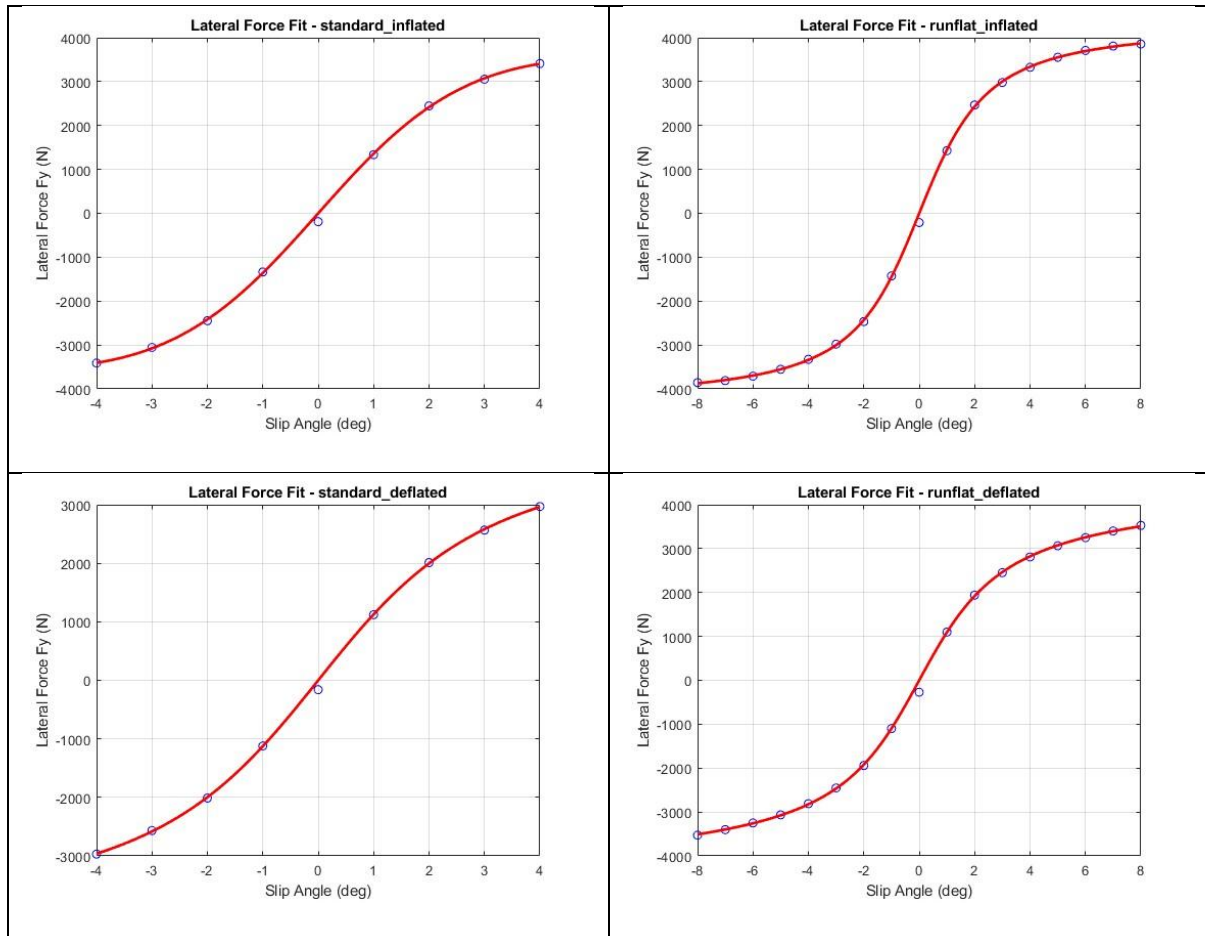 Lateral Force Fit - standard_inflated
4000
3000
2000
1000
0
-1000
-2000
-3000
-4000
Lateral Force Fy (N)
-4 -3 -2 -1 0 1 2 3 4
Slip Angle (deg)
Lateral Force Fit - runflat_inflated
4000
3000
2000
1000
0
-1000
-2000
-3000
-4000
Lateral Force Fy (N)
-8 -6 -4 -2 0 2 4 6 8
Slip Angle (deg)
Lateral Force Fit - standard_deflated
3000
2000
1000
0
-1000
-2000
-3000
Lateral Force Fy (N)
-4 -3 -2 -1 0 1 2 3 4
Slip Angle (deg)
Lateral Force Fit - runflat_deflated
4000
3000
2000
1000
0
-1000
-2000
-3000
-4000
Lateral Force Fy (N)
-8 -6 -4 -2 0 2 4 6 8
Slip Angle (deg)